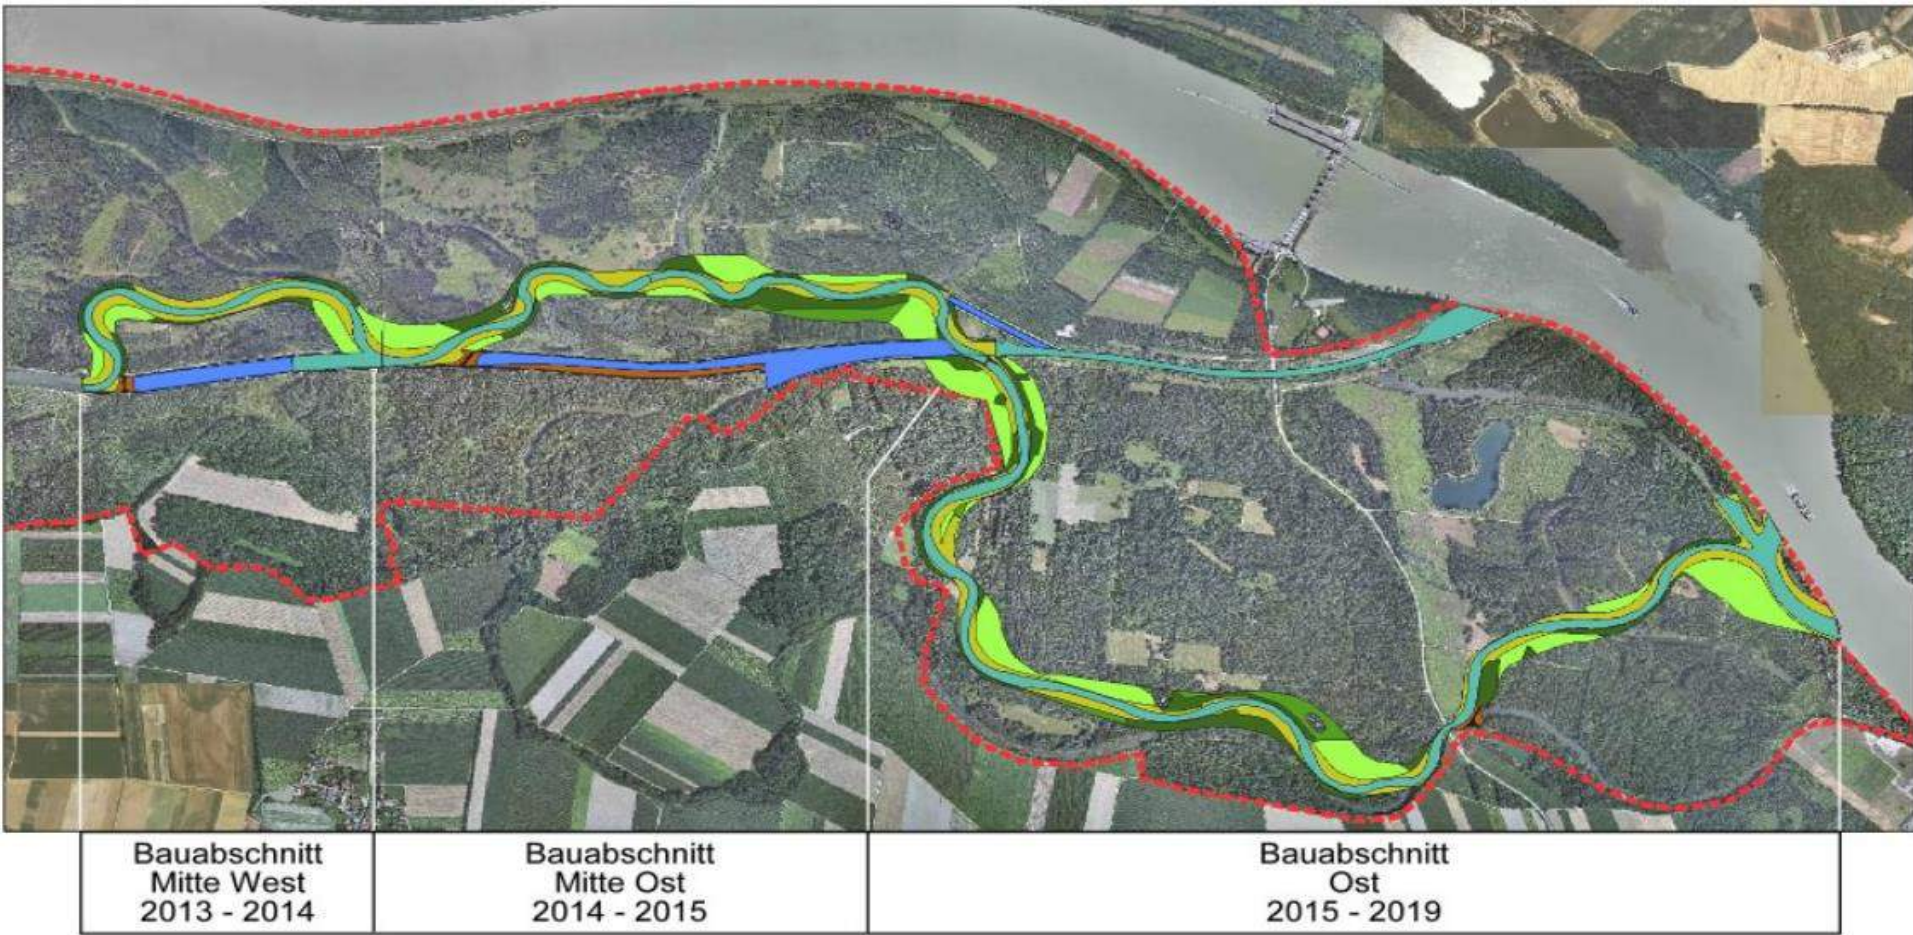 Bauabschnitt
Mitte West
2013 - 2014
Bauabschnitt
Mitte Ost
2014 - 2015
Bauabschnitt
Ost
2015 - 2019